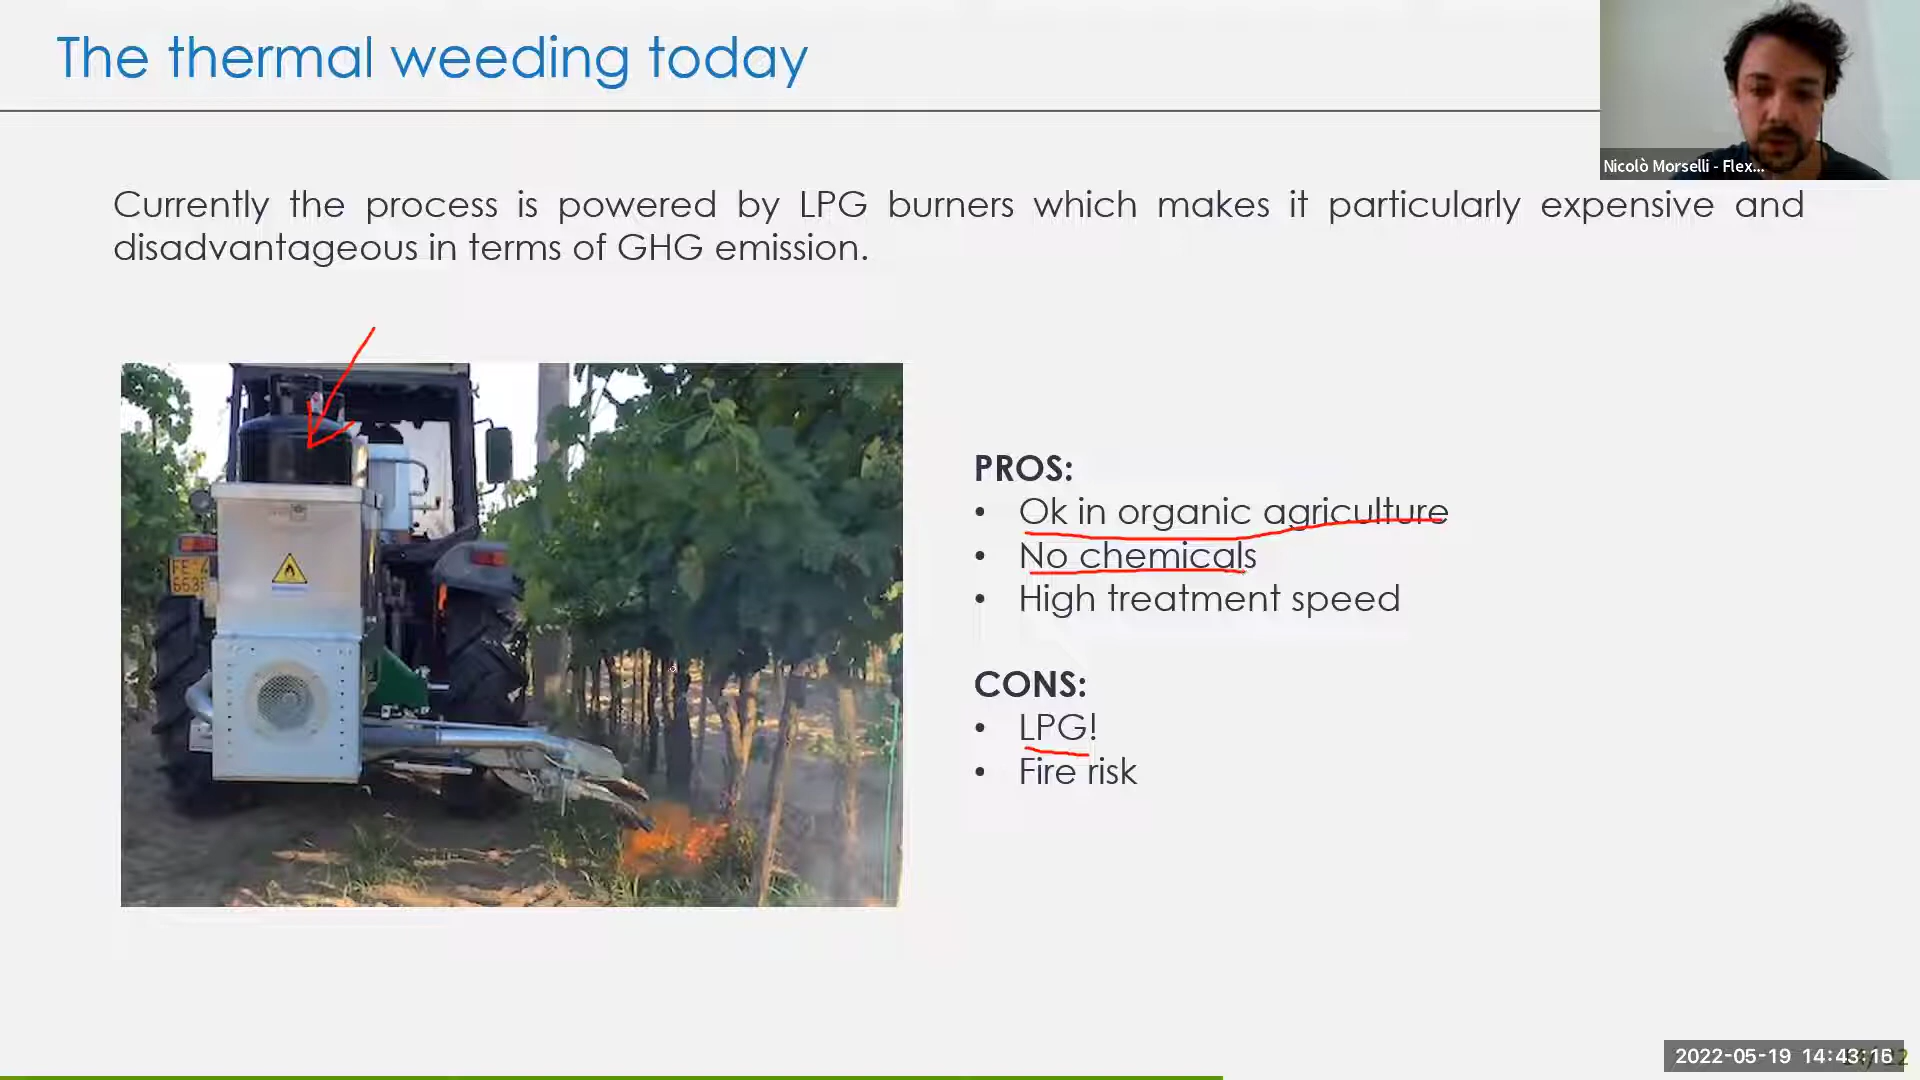 The thermal weeding today
Nicolò Morselli - Flex...
Currently the process is powered by LPG burners which makes it particularly expensive and
disadvantageous in terms of GHG emission.
PROS:
• Ok in organic agriculture
• No chemicals
• High treatment speed
CONS:
• LPG!
• Fire risk
2022-05-19 14:43:16